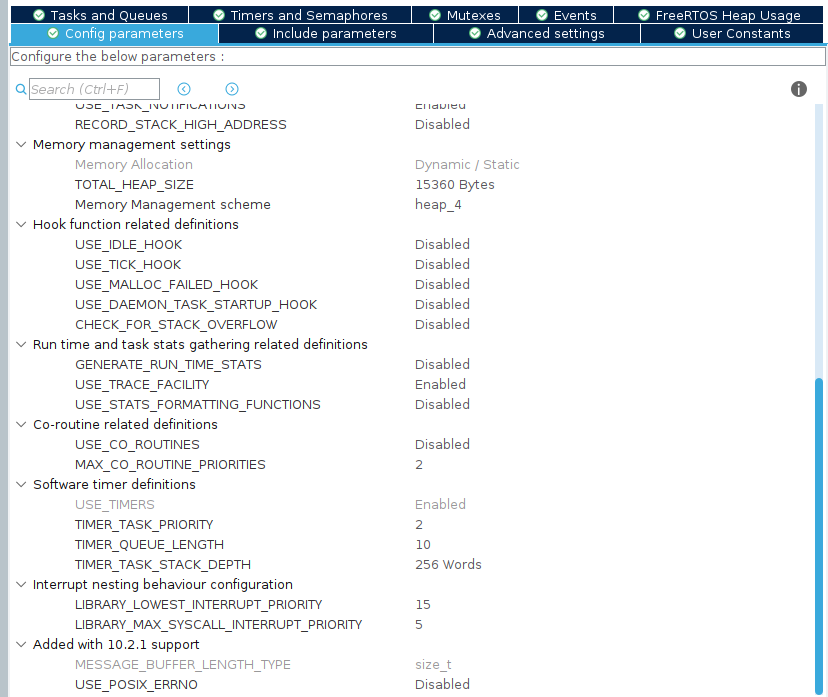 Tasks and Queues Timers and Semaphores Mutexes Events FreeRTOS Heap Usage
Config parameters Include parameters Advanced settings User Constants
Configure the below parameters :
Search (Ctrl+F)
USE_TASK_NOTIFICATIONS Enabled
RECORD_STACK_HIGH_ADDRESS Disabled
Memory management settings
Memory Allocation Dynamic / Static
TOTAL_HEAP_SIZE 15360 Bytes
Memory Management scheme heap_4
Hook function related definitions
USE_IDLE_HOOK Disabled
USE_TICK_HOOK Disabled
USE_MALLOC_FAILED_HOOK Disabled
USE_DAEMON_TASK_STARTUP_HOOK Disabled
CHECK_FOR_STACK_OVERFLOW Disabled
Run time and task stats gathering related definitions
GENERATE_RUN_TIME_STATS Disabled
USE_TRACE_FACILITY Enabled
USE_STATS_FORMATTING_FUNCTIONS Disabled
Co-routine related definitions
USE_CO_ROUTINES Disabled
MAX_CO_ROUTINE_PRIORITIES 2
Software timer definitions
USE_TIMERS Enabled
TIMER_TASK_PRIORITY 2
TIMER_QUEUE_LENGTH 10
TIMER_TASK_STACK_DEPTH 256 Words
Interrupt nesting behaviour configuration
LIBRARY_LOWEST_INTERRUPT_PRIORITY 15
LIBRARY_MAX_SYSCALL_INTERRUPT_PRIORITY 5
Added with 10.2.1 support
MESSAGE_BUFFER_LENGTH_TYPE size_t
USE_POSIX_ERRNO Disabled